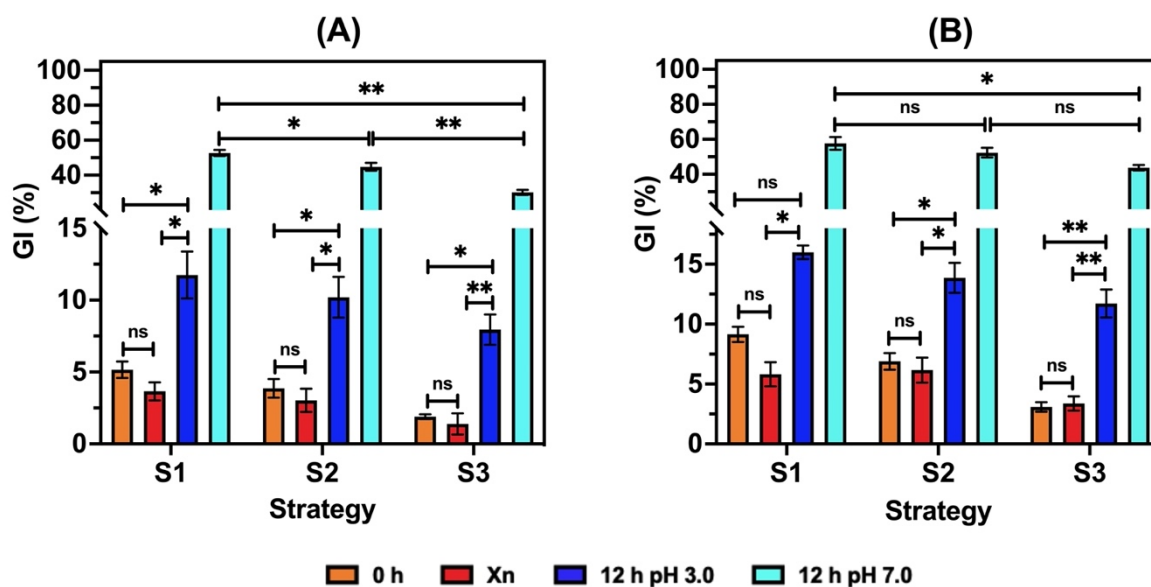 (A)
GI (%)
100
80
60
40
15
10
5
0
**
*
**
*
*
ns
*
*
ns
*
**
ns
S1
S2
S3
Strategy
(B)
GI (%)
100
80
60
40
15
10
5
0
*
ns
ns
ns
*
ns
*
*
ns
**
**
ns
S1
S2
S3
Strategy
0 h
Xn
12 h pH 3.0
12 h pH 7.0